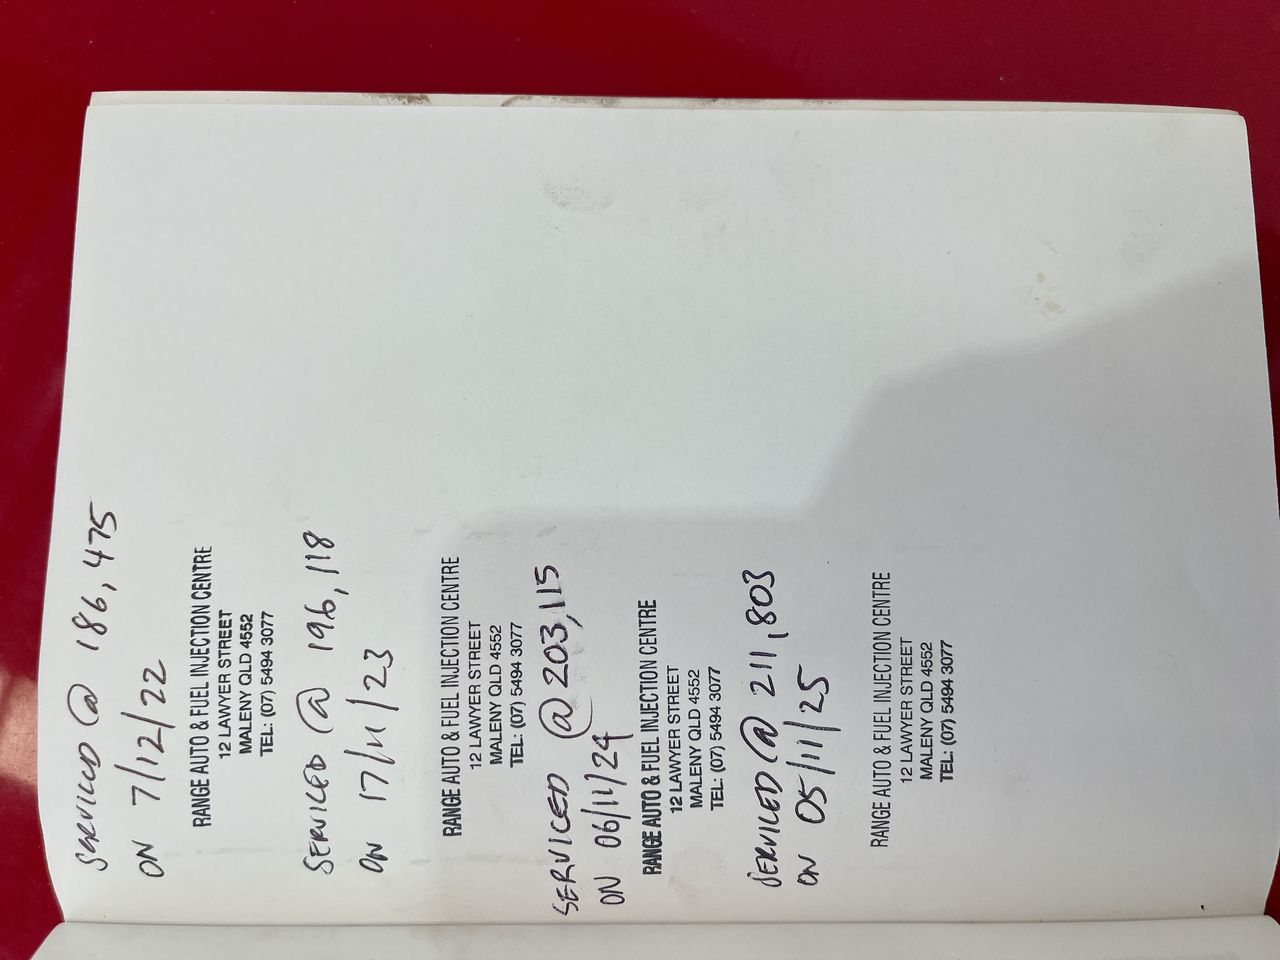 SERVICED @ 186,475
ON 7/12/22
RANGE AUTO & FUEL INJECTION CENTRE
12 LAWYER STREET
MALENY QLD 4552
TEL: (07) 5494 3077
SERVICED @ 196,118
ON 17/11/23
RANGE AUTO & FUEL INJECTION CENTRE
12 LAWYER STREET
MALENY QLD 4552
TEL: (07) 5494 3077
SERVICED @ 203,115
ON 06/11/24
RANGE AUTO & FUEL INJECTION CENTRE
12 LAWYER STREET
MALENY QLD 4552
TEL: (07) 5494 3077
SERVICED @ 211,803
ON 05/11/25
RANGE AUTO & FUEL INJECTION CENTRE
12 LAWYER STREET
MALENY QLD 4552
TEL: (07) 5494 3077